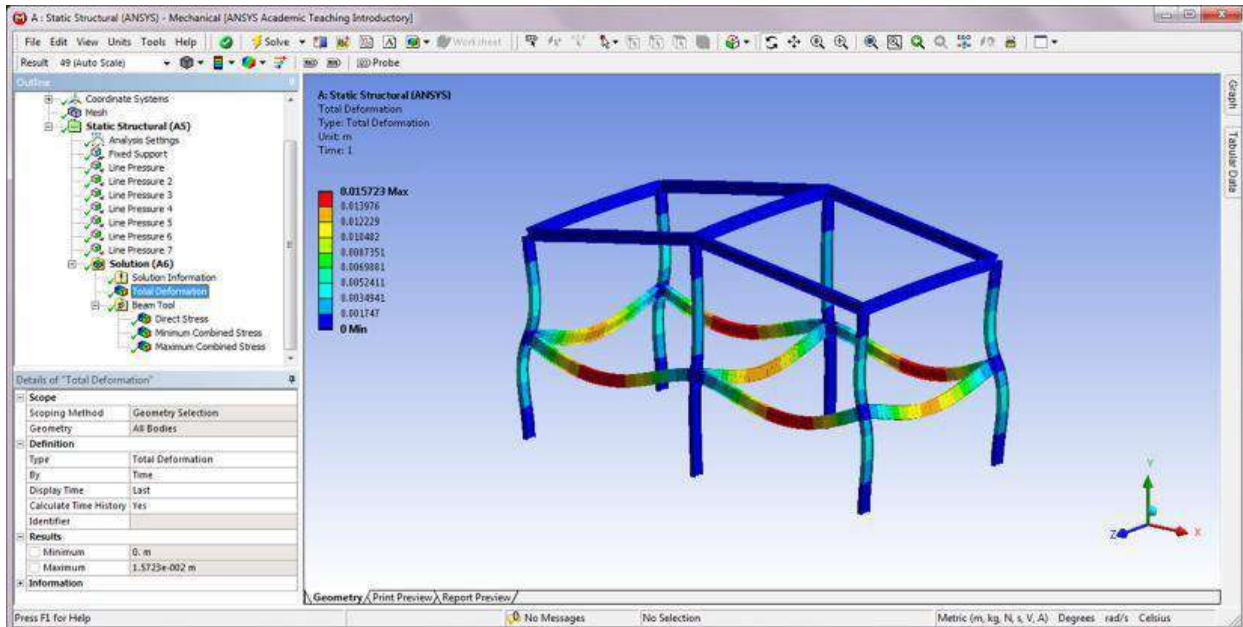 A : Static Structural (ANSYS) - Mechanical [ANSYS Academic Teaching Introductory]
File Edit View Units Tools Help Solve Worksheet
Result 49 (Auto Scale) Probe
Outline
Coordinate Systems
Mesh
Static Structural (A5)
Analysis Settings
Fixed Support
Line Pressure
Line Pressure 2
Line Pressure 3
Line Pressure 4
Line Pressure 5
Line Pressure 6
Line Pressure 7
Solution (A6)
Solution Information
Total Deformation
Beam Tool
Direct Stress
Minimum Combined Stress
Maximum Combined Stress
Details of "Total Deformation"
Scope
Scoping Method Geometry Selection
Geometry All Bodies
Definition
Type Total Deformation
By Time
Display Time Last
Calculate Time History Yes
Identifier
Results
Minimum 0. m
Maximum 1.5723e-002 m
Information
A: Static Structural (ANSYS)
Total Deformation
Type: Total Deformation
Unit: m
Time: 1
0.015723 Max
0.013976
0.012229
0.010482
0.0087351
0.0069881
0.0052411
0.0034941
0.001747
0 Min
Y
Z
X
Graph
Tabular Data
Geometry Print Preview Report Preview
Press F1 for Help No Messages No Selection Metric (m, kg, N, s, V, A) Degrees rad/s Celsius